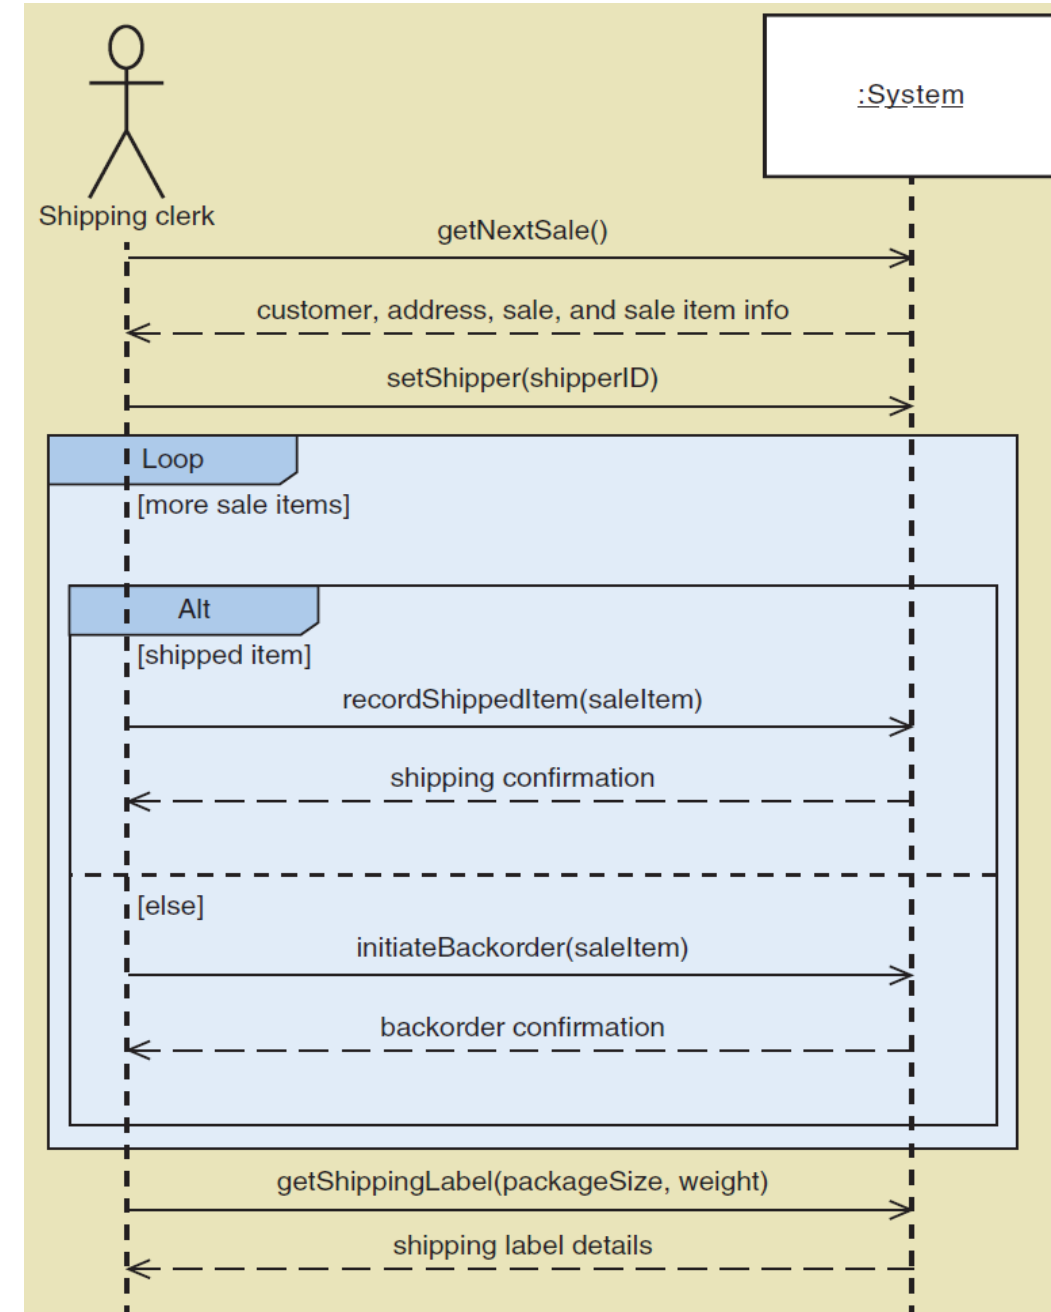 :System
Shipping clerk
getNextSale()
customer, address, sale, and sale item info
setShipper(shipperID)
Loop
[more sale items]
Alt
[shipped item]
recordShippedItem(saleItem)
shipping confirmation
[else]
initiateBackorder(saleItem)
backorder confirmation
getShippingLabel(packageSize, weight)
shipping label details